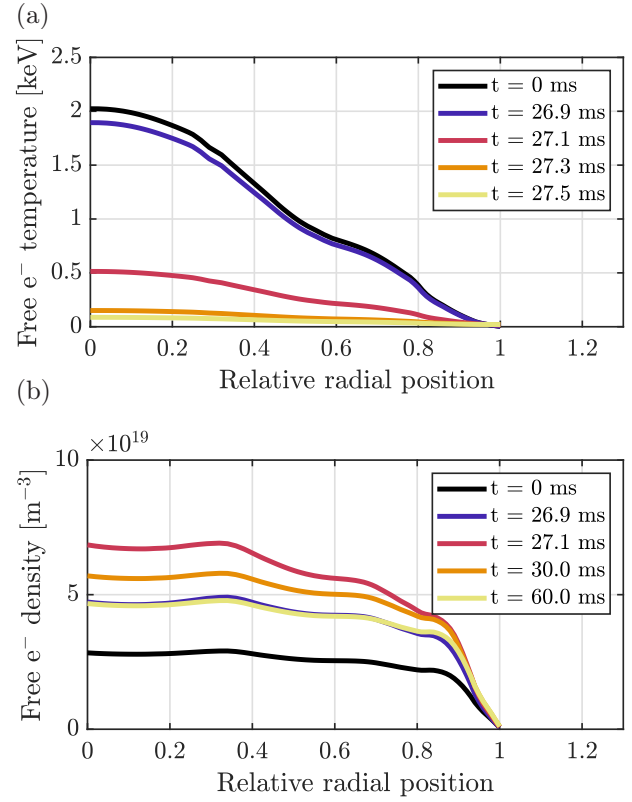 (a)
Free e⁻ temperature [keV]
2.5
2
1.5
1
0.5
0
t = 0 ms
t = 26.9 ms
t = 27.1 ms
t = 27.3 ms
t = 27.5 ms
0 0.2 0.4 0.6 0.8 1 1.2
Relative radial position
(b)
×10¹⁹
Free e⁻ density [m⁻³]
10
5
0
t = 0 ms
t = 26.9 ms
t = 27.1 ms
t = 30.0 ms
t = 60.0 ms
0 0.2 0.4 0.6 0.8 1 1.2
Relative radial position